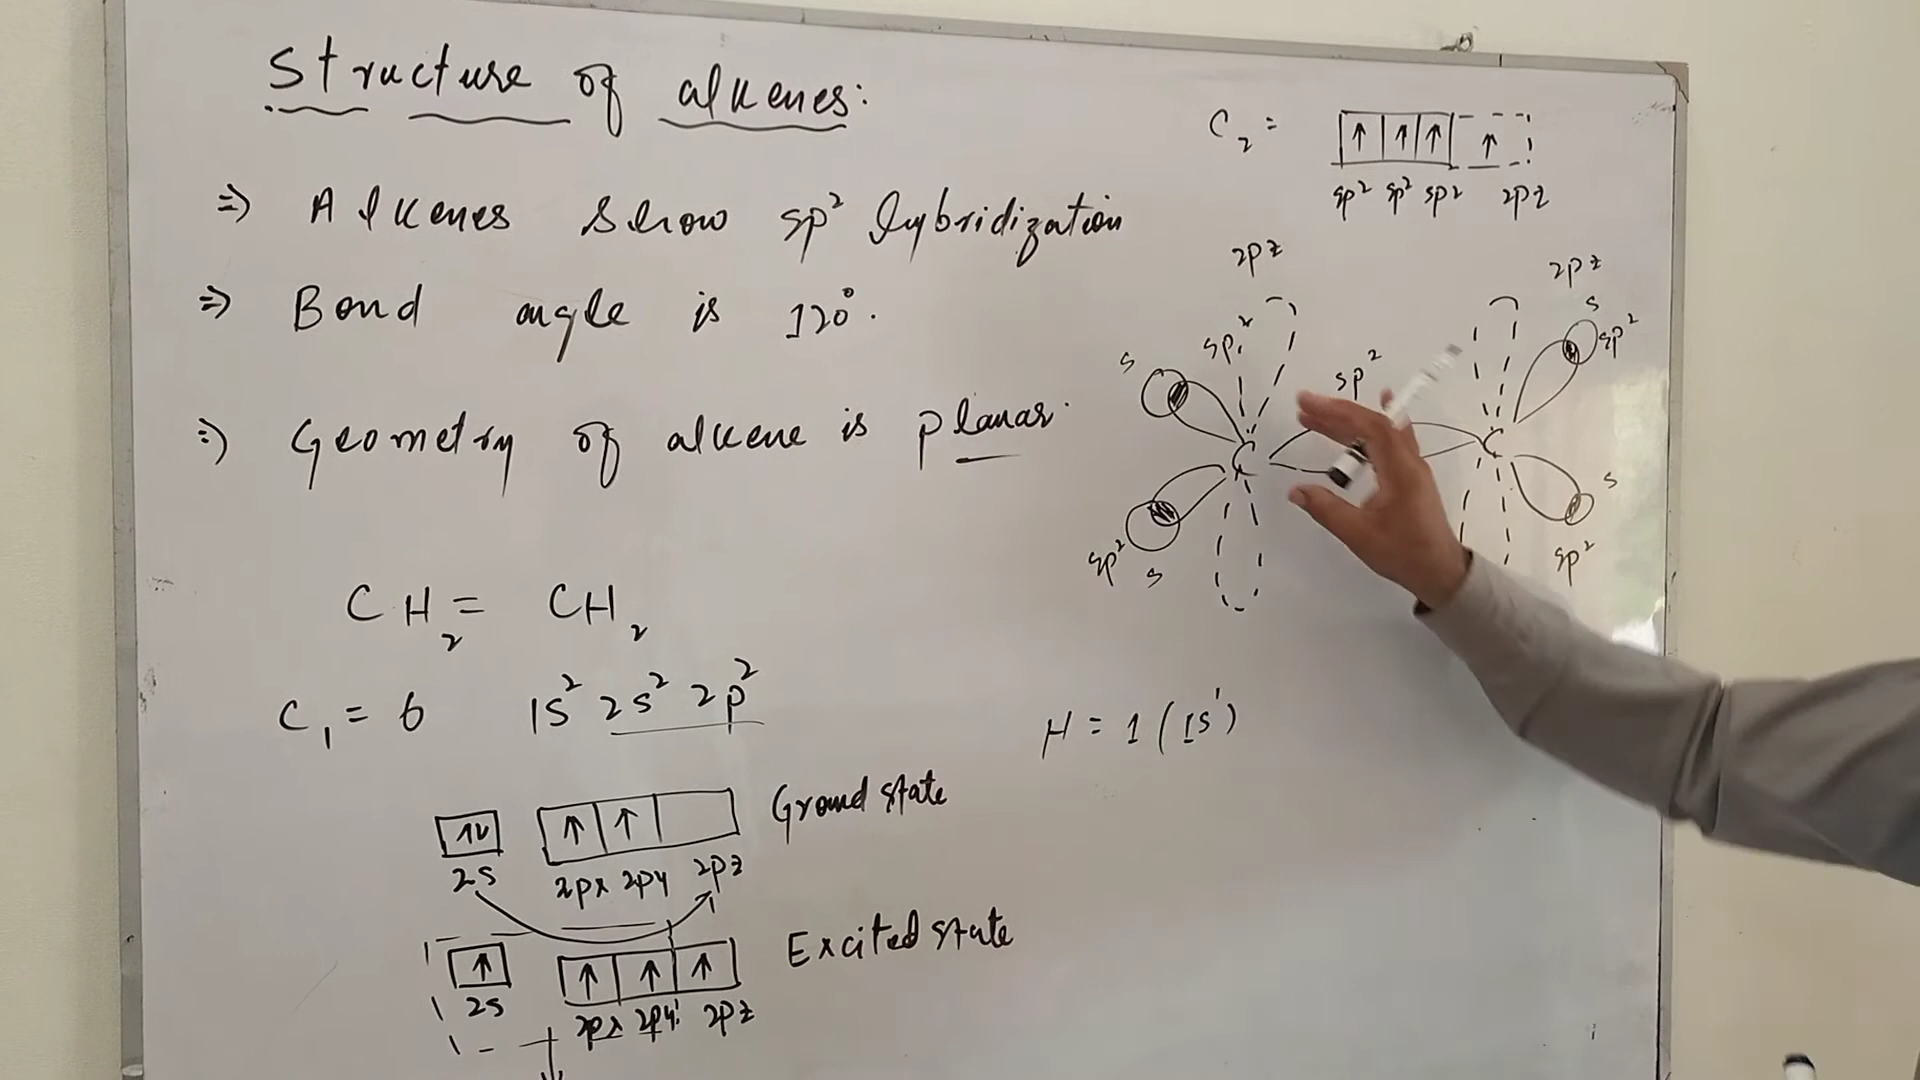 Structure of alkenes:
⇒ Alkenes show sp² hybridization
⇒ Bond angle is 120°.
⇒ Geometry of alkene is planar.
CH₂ = CH₂
C₁ = 6 1s² 2s² 2p²
↑↓ ↑ ↑ Ground state
2s 2px 2py 2pz
↑ ↑ ↑ ↑ Excited state
2s 2px 2py 2pz
C₂ = ↑ ↑ ↑ ↑
sp² sp² sp² 2pz
2pz 2pz
s sp² sp² s sp²
C C
s
sp² s sp²
H = 1 (1s¹)